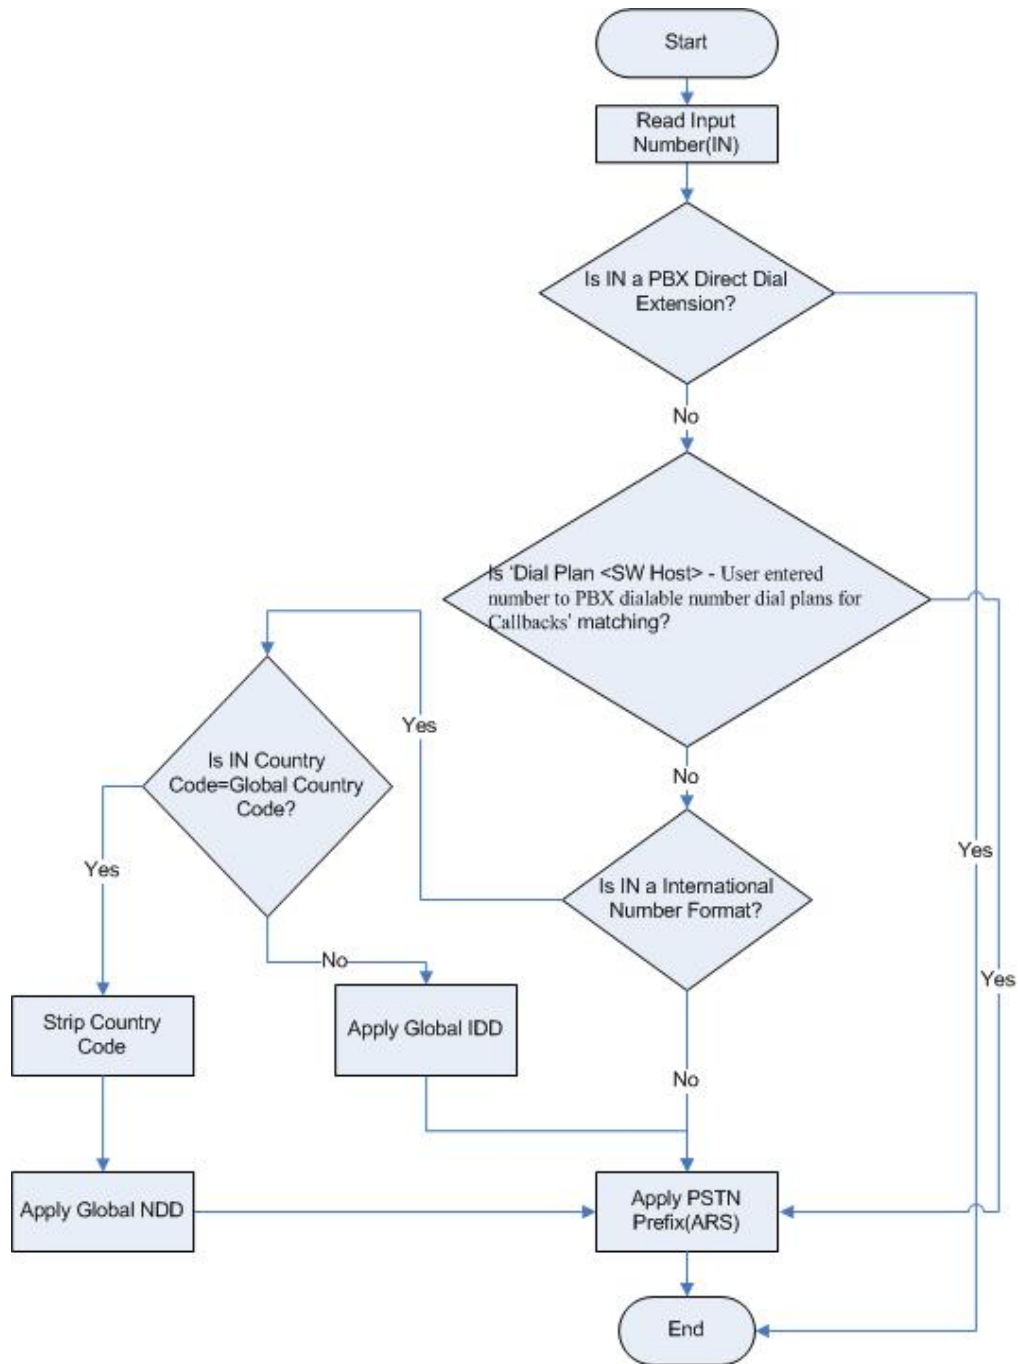 Start
Read Input
Number(IN)
Is IN a PBX Direct Dial
Extension?
No
Is ‘Dial Plan <SW Host> - User entered
number to PBX dialable number dial plans for
Callbacks’ matching?
Yes
No
Is IN Country
Code=Global Country
Code?
Yes
Yes
Is IN a International
Number Format?
No
Yes
Strip Country
Code
Apply Global IDD
No
Apply Global NDD
Apply PSTN
Prefix(ARS)
End